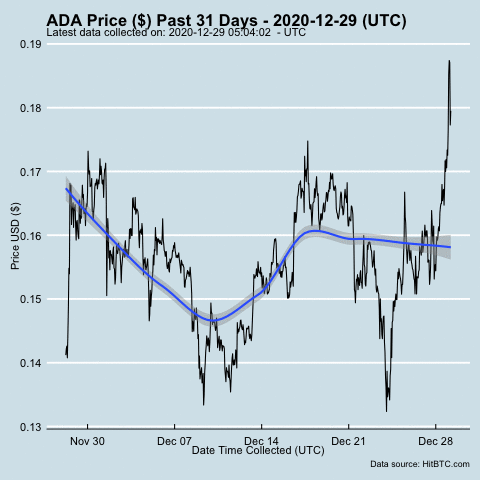 ADA Price ($) Past 31 Days - 2020-12-29 (UTC)
Latest data collected on: 2020-12-29 05:04:02  - UTC
0.19
0.18
0.17
0.16
0.15
0.14
0.13
Price USD ($)
Nov 30
Dec 07
Dec 14
Dec 21
Dec 28
Date Time Collected (UTC)
Data source: HitBTC.com